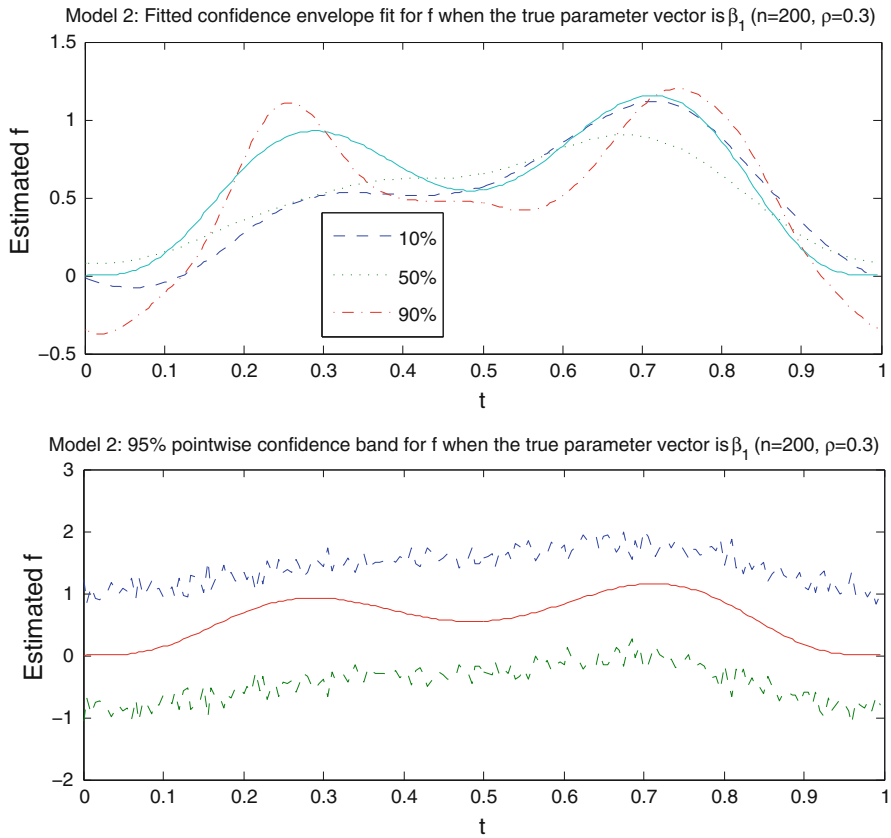 Model 2: Fitted confidence envelope fit for f when the true parameter vector is β₁ (n=200, ρ=0.3)
1.5
1
0.5
0
−0.5
Estimated f
10%
50%
90%
0 0.1 0.2 0.3 0.4 0.5 0.6 0.7 0.8 0.9 1
t
Model 2: 95% pointwise confidence band for f when the true parameter vector is β₁ (n=200, ρ=0.3)
3
2
1
0
−1
−2
Estimated f
0 0.1 0.2 0.3 0.4 0.5 0.6 0.7 0.8 0.9 1
t